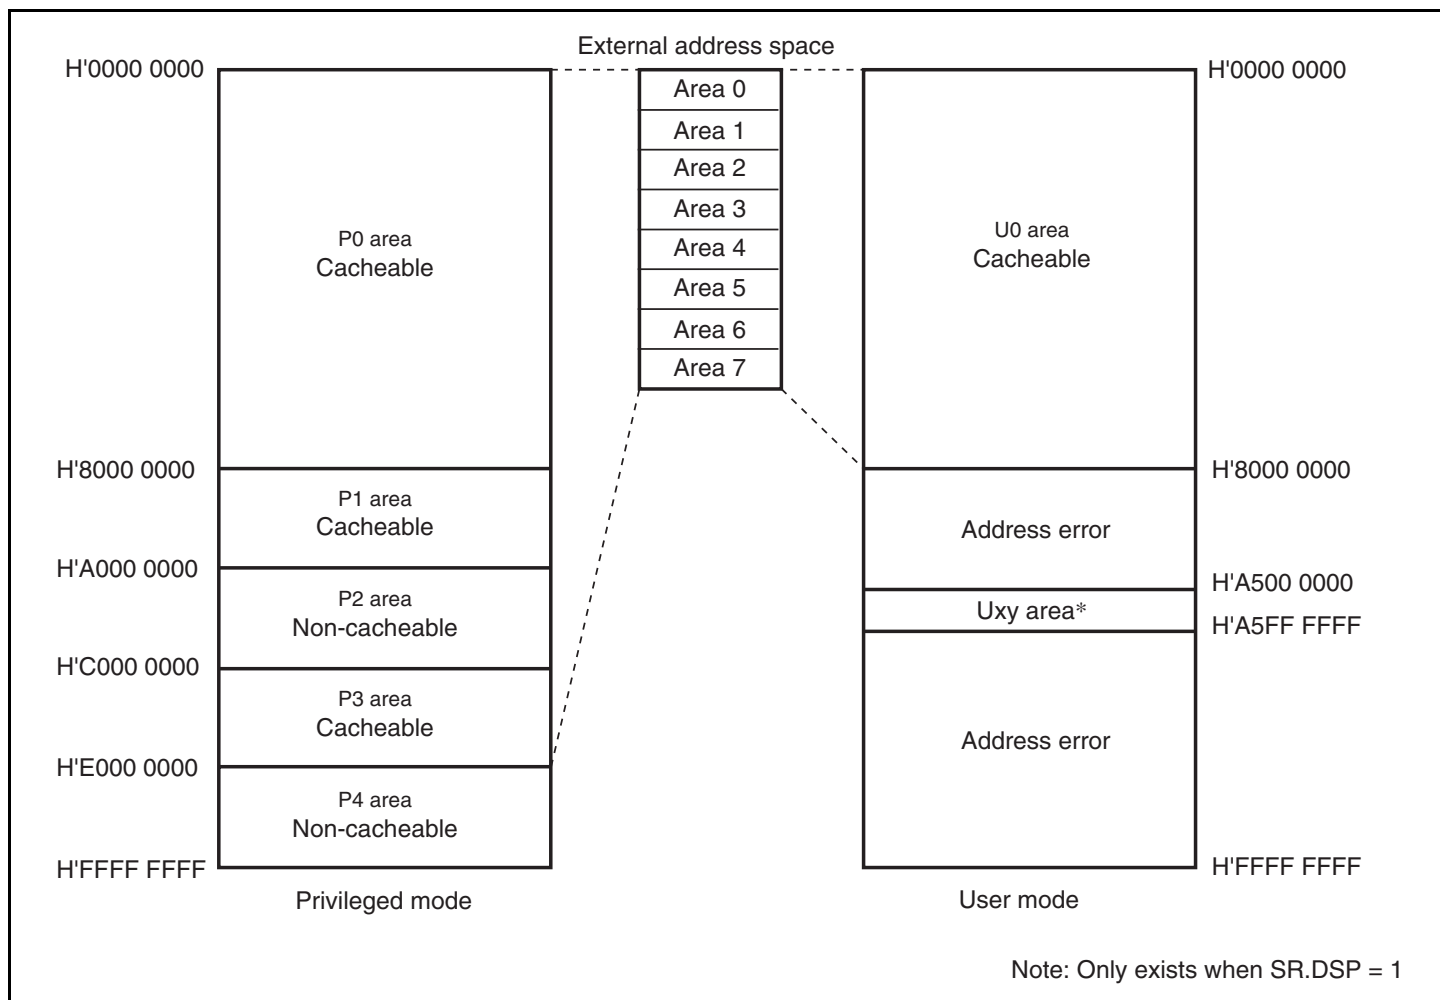 External address space
H'0000 0000
H'0000 0000
Area 0
Area 1
Area 2
Area 3
Area 4
Area 5
Area 6
Area 7
P0 area
Cacheable
U0 area
Cacheable
H'8000 0000
H'8000 0000
P1 area
Cacheable
Address error
H'A000 0000
H'A500 0000
P2 area
Non-cacheable
Uxy area*
H'A5FF FFFF
H'C000 0000
P3 area
Cacheable
Address error
H'E000 0000
P4 area
Non-cacheable
H'FFFF FFFF
H'FFFF FFFF
Privileged mode
User mode
Note: Only exists when SR.DSP = 1